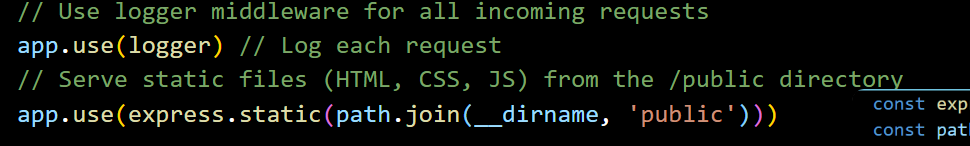 // Use logger middleware for all incoming requests
app.use(logger) // Log each request
// Serve static files (HTML, CSS, JS) from the /public directory
app.use(express.static(path.join(__dirname, 'public')))
const exp
const pat